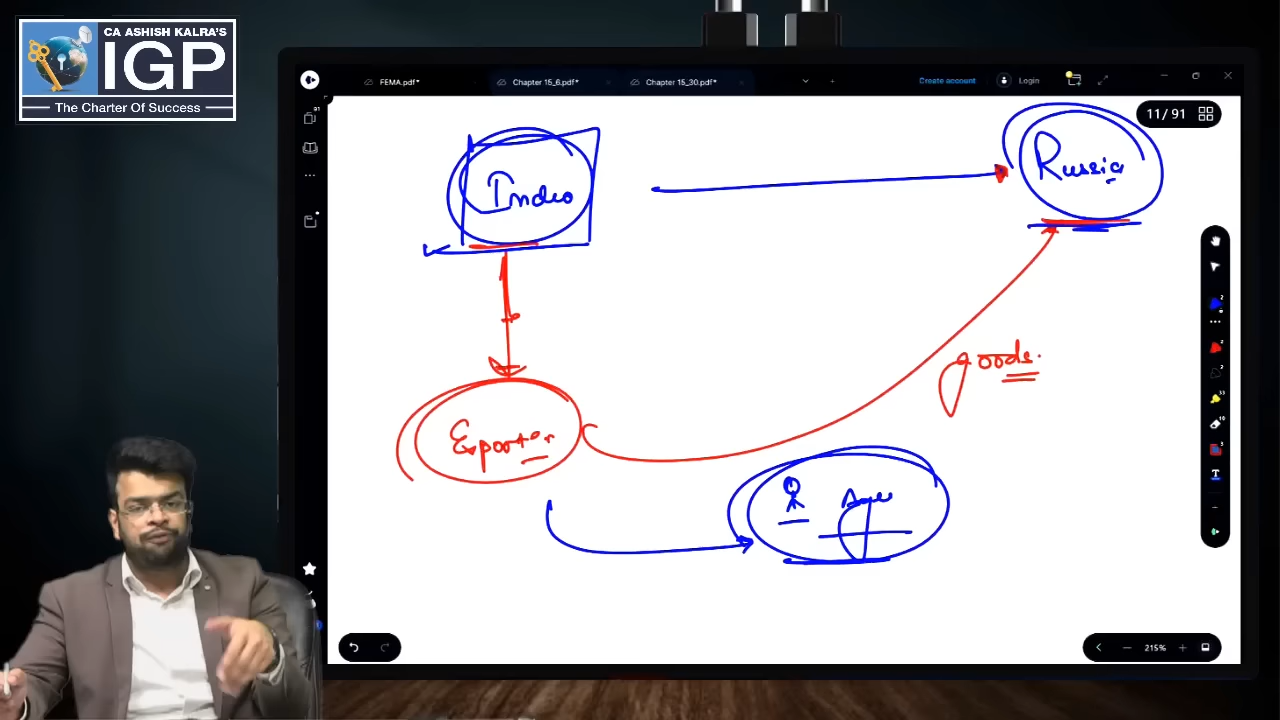 CA ASHISH KALRA'S
IGP
The Charter Of Success
FEMA.pdf*
Chapter 15_6.pdf*
Chapter 15_30.pdf*
Create account
Login
91
11/91
India
Russia
goods.
Exporter
215%